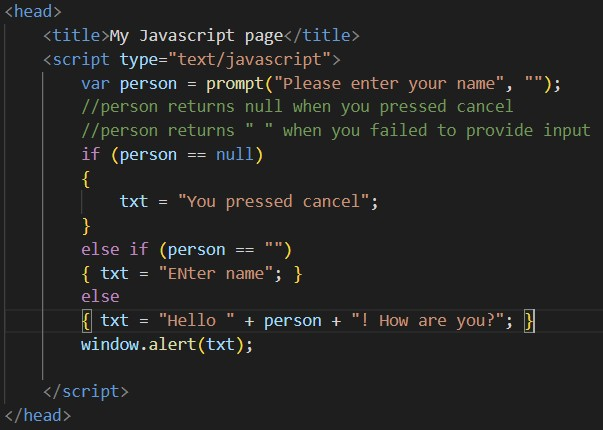 <head>
    <title>My Javascript page</title>
    <script type="text/javascript">
        var person = prompt("Please enter your name", "");
        //person returns null when you pressed cancel
        //person returns " " when you failed to provide input
        if (person == null)
        {
            txt = "You pressed cancel";
        }
        else if (person == "")
        { txt = "ENter name"; }
        else
        { txt = "Hello " + person + "! How are you?"; }
        window.alert(txt);

    </script>
</head>